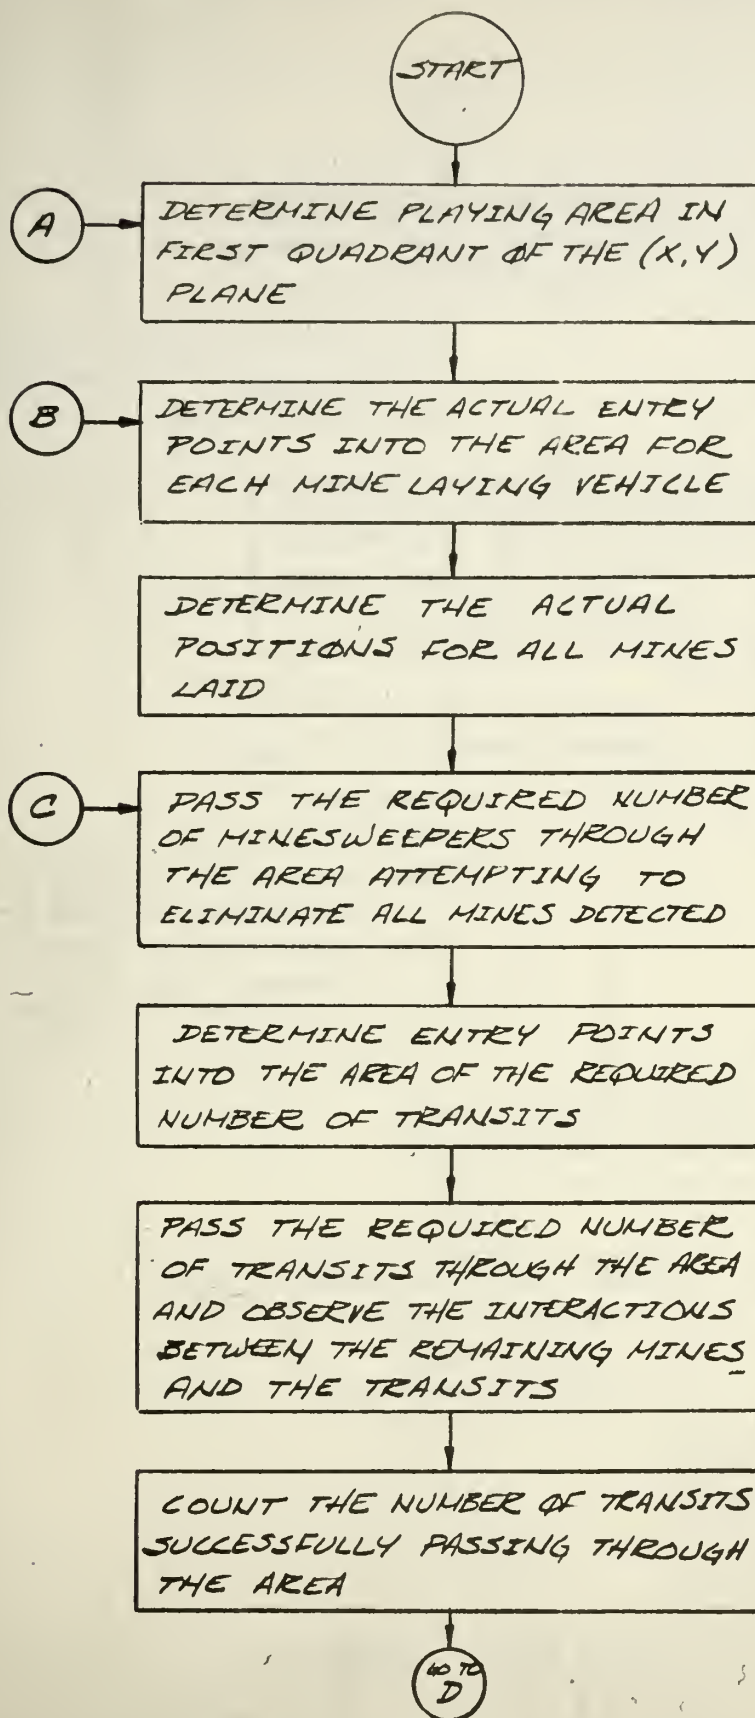 START
A
DETERMINE PLAYING AREA IN
FIRST QUADRANT ØF THE (X,Y)
PLANE
B
DETERMINE THE ACTUAL ENTRY
POINTS INTO THE AREA FOR
EACH MINE LAYING VEHICLE
DETERMINE THE ACTUAL
POSITIØNS FOR ALL MINES
LAID
C
PASS THE REQUIRED NUMBER
OF MINESWEEPERS THROUGH
THE AREA ATTEMPTING TO
ELIMINATE ALL MINES DETECTED
DETERMINE ENTRY POINTS
INTO THE AREA OF THE REQUIRED
NUMBER OF TRANSITS
PASS THE REQUIRED NUMBER
OF TRANSITS THROUGH THE AREA
AND OBSERVE THE INTERACTIONS
BETWEEN THE REMAINING MINES
AND THE TRANSITS
COUNT THE NUMBER ØF TRANSITS
SUCCESSFULLY PASSING THROUGH
THE AREA
GO TO
D